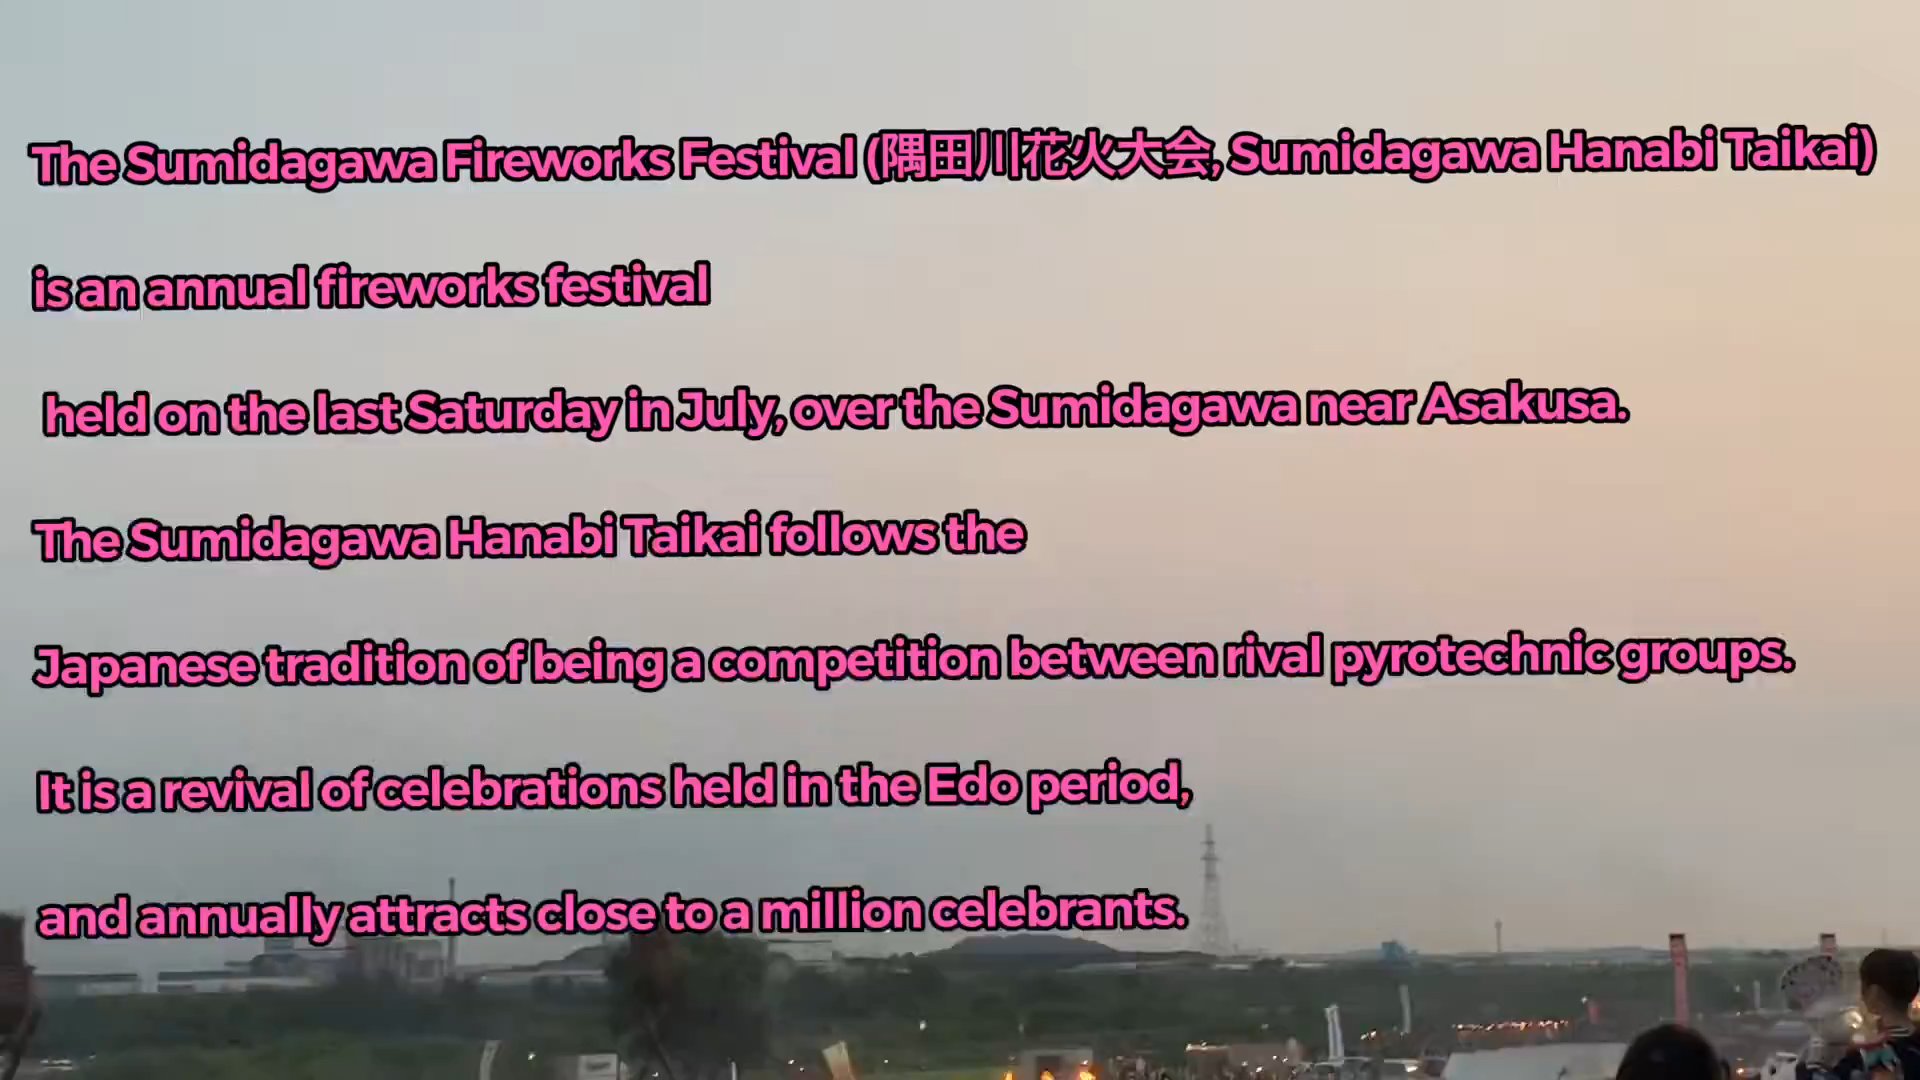 The Sumidagawa Fireworks Festival (隅田川花火大会, Sumidagawa Hanabi Taikai)
is an annual fireworks festival
held on the last Saturday in July, over the Sumidagawa near Asakusa.
The Sumidagawa Hanabi Taikai follows the
Japanese tradition of being a competition between rival pyrotechnic groups.
It is a revival of celebrations held in the Edo period,
and annually attracts close to a million celebrants.